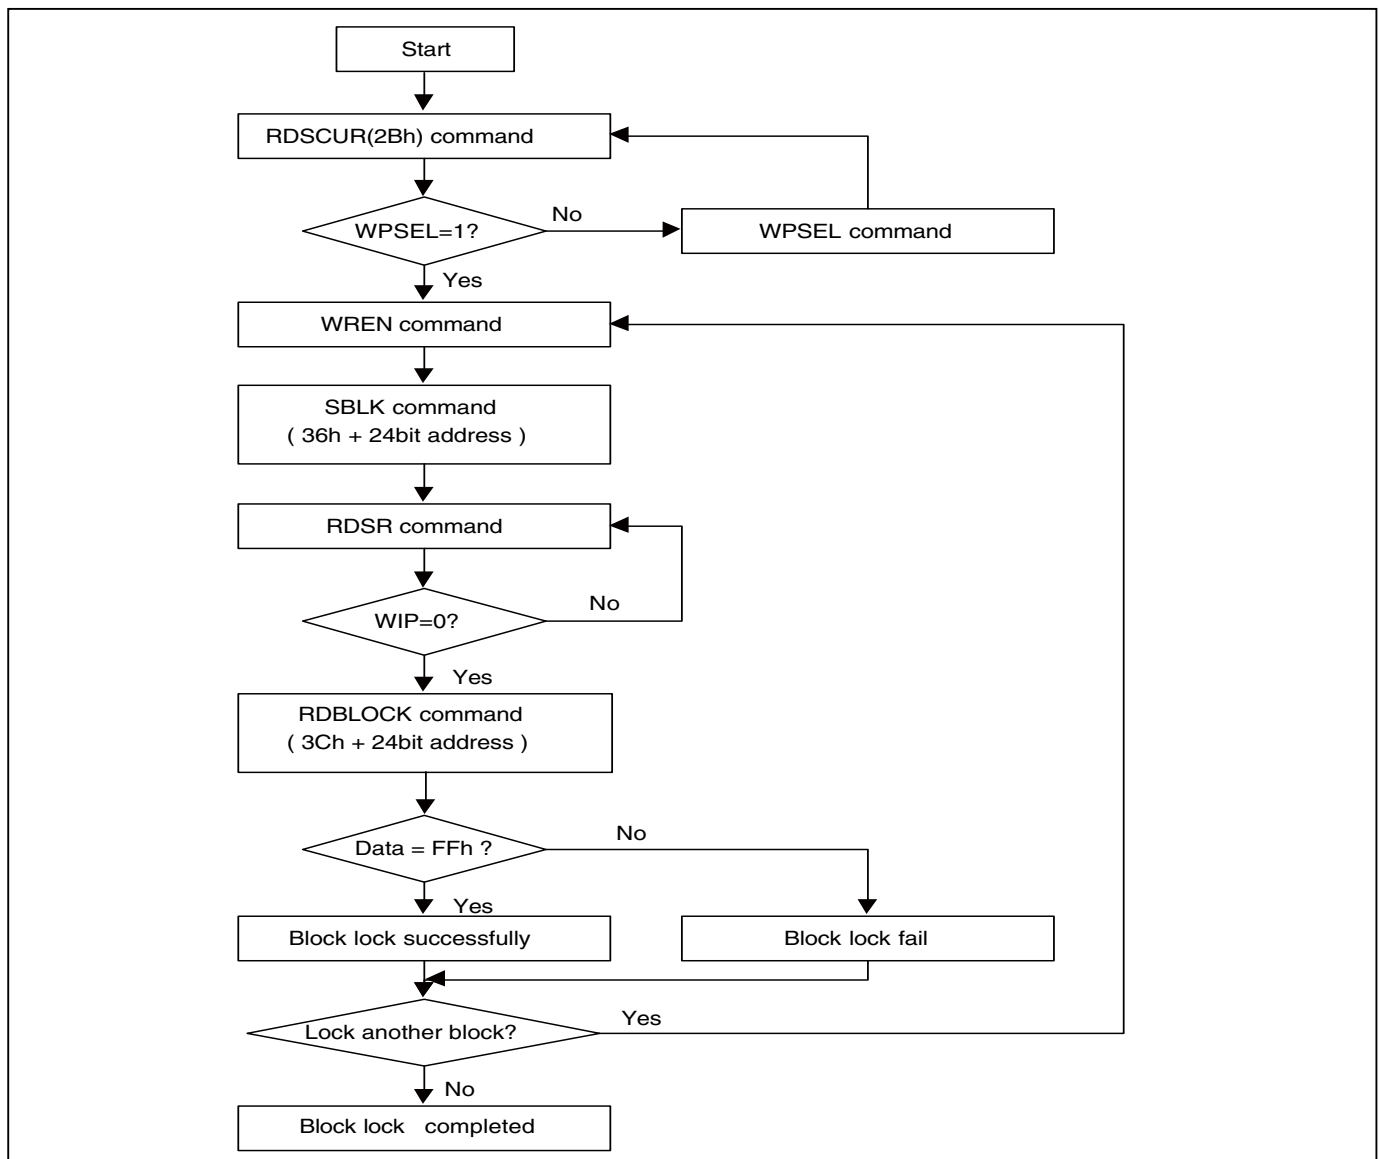 Start
RDSCUR(2Bh) command
WPSEL=1?
No
WPSEL command
Yes
WREN command
SBLK command
( 36h + 24bit address )
RDSR command
WIP=0?
No
Yes
RDBLOCK command
( 3Ch + 24bit address )
Data = FFh ?
No
Yes
Block lock successfully
Block lock fail
Lock another block?
Yes
No
Block lock completed